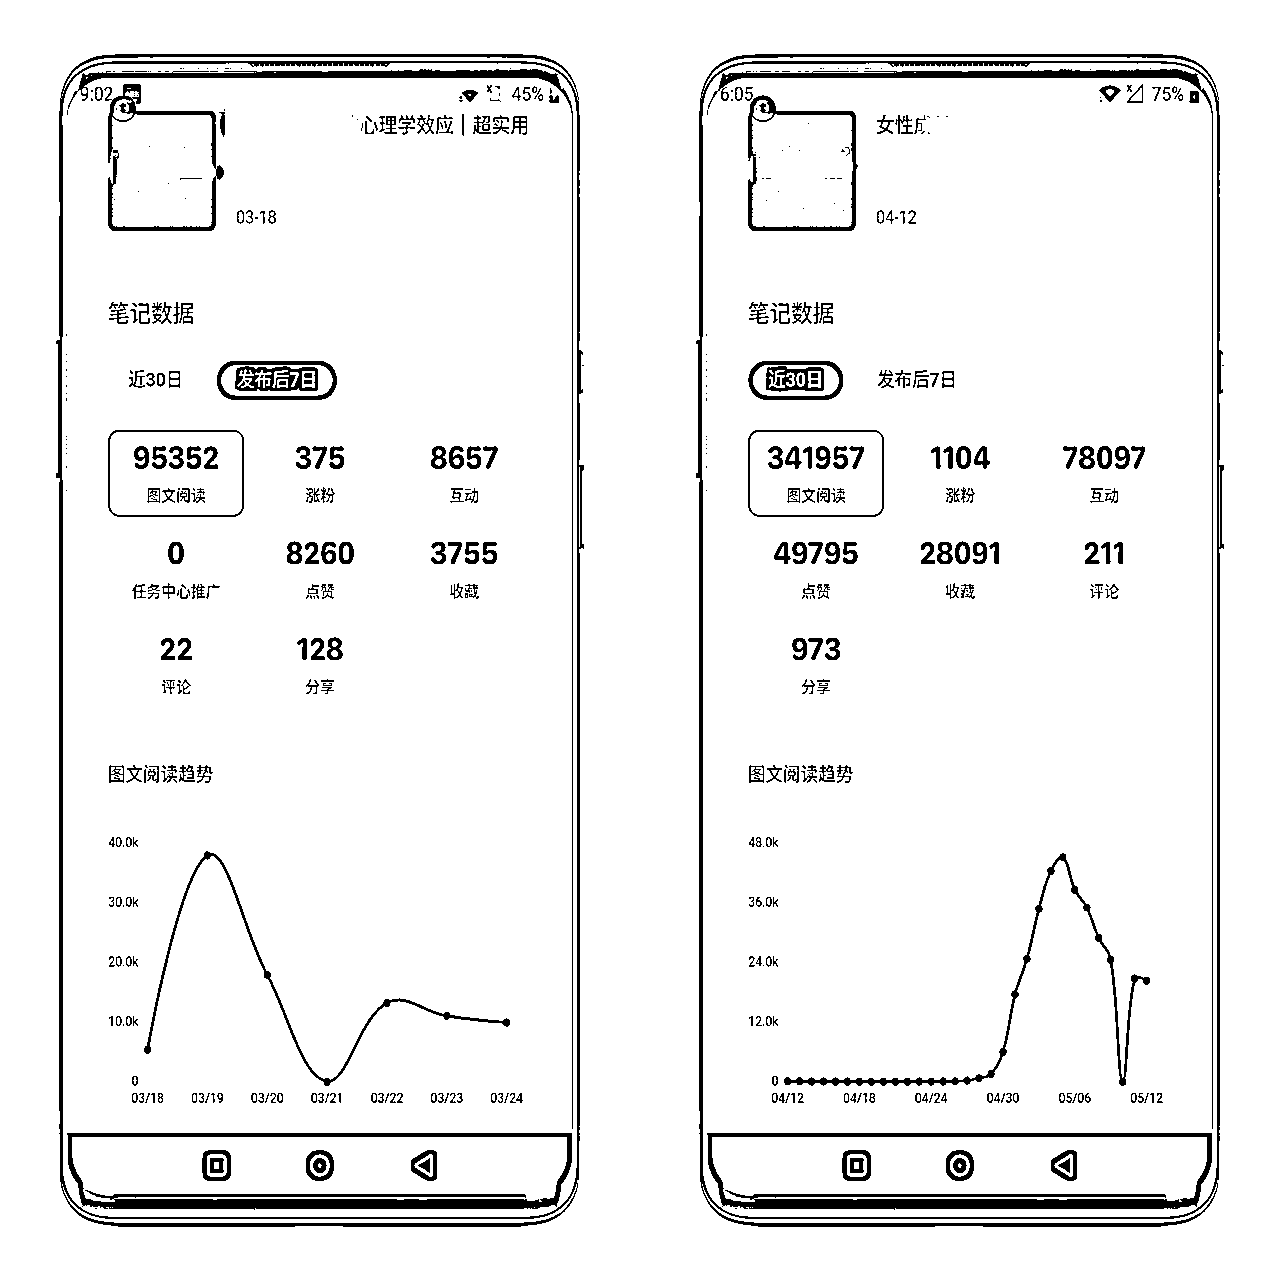 9:02
45%
心理学效应 | 超实用
03-18
笔记数据
近30日 发布后7日
95352 375 8657
图文阅读 涨粉 互动
0 8260 3755
任务中心推广 点赞 收藏
22 128
评论 分享
图文阅读趋势
40.0k
30.0k
20.0k
10.0k
0
03/18 03/19 03/20 03/21 03/22 03/23 03/24
6:05
75%
女性成
04-12
笔记数据
近30日 发布后7日
341957 1104 78097
图文阅读 涨粉 互动
49795 28091 211
点赞 收藏 评论
973
分享
图文阅读趋势
48.0k
36.0k
24.0k
12.0k
0
04/12 04/18 04/24 04/30 05/06 05/12